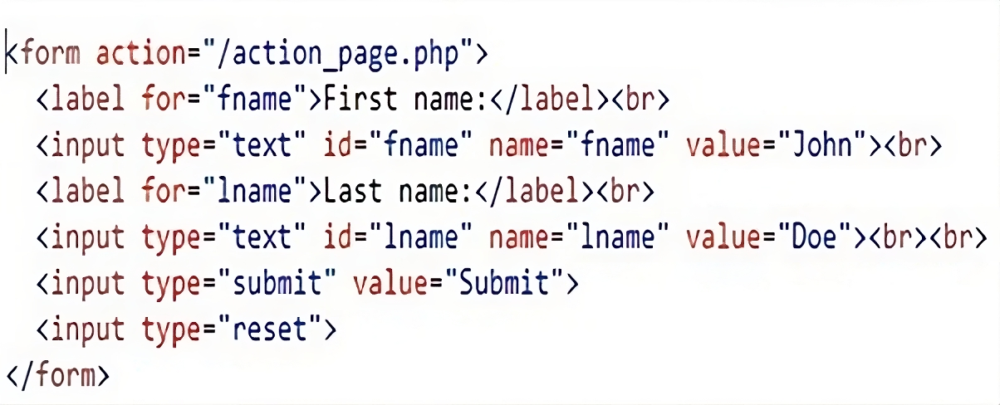 <form action="/action_page.php">
  <label for="fname">First name:</label><br>
  <input type="text" id="fname" name="fname" value="John"><br>
  <label for="lname">Last name:</label><br>
  <input type="text" id="lname" name="lname" value="Doe"><br><br>
  <input type="submit" value="Submit">
  <input type="reset">
</form>